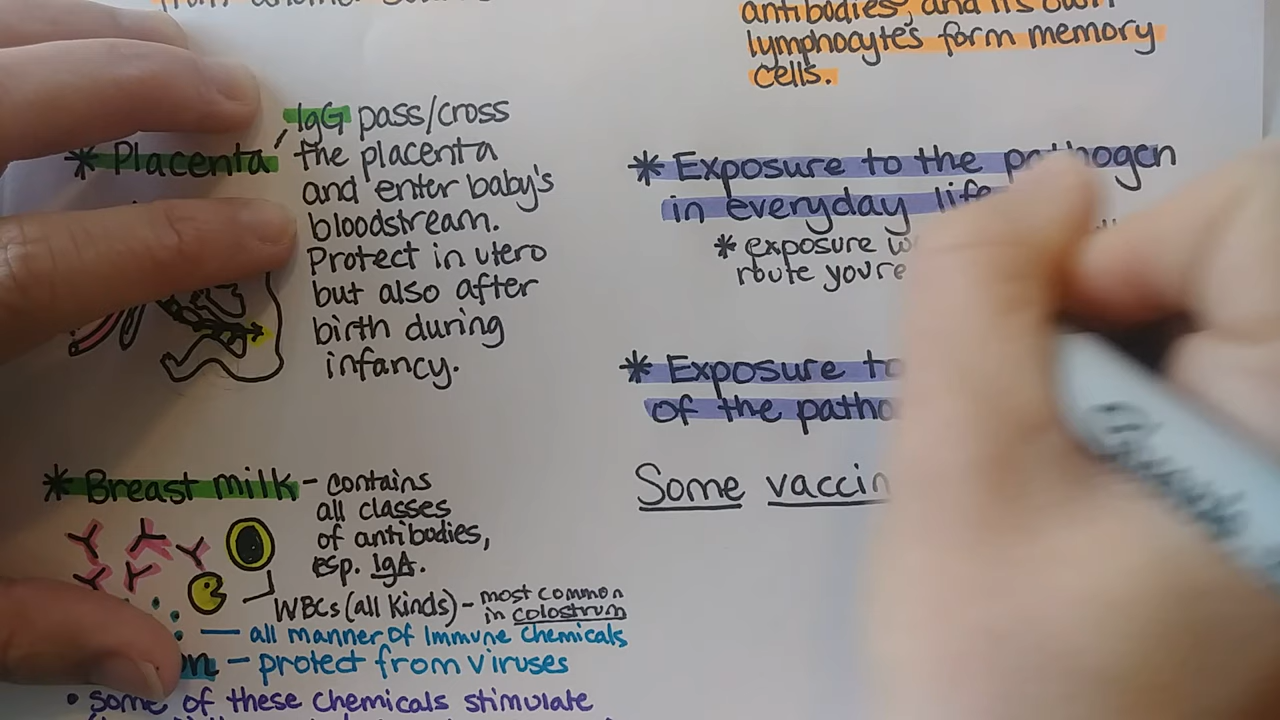 antibodies, and its own
lymphocytes form memory
cells.
IgG pass/cross
* Placenta the placenta
and enter baby's
bloodstream.
Protect in utero
but also after
birth during
infancy.
* Breast milk - contains
all classes
of antibodies,
esp. IgA.
WBCs (all kinds) - most common
in colostrum
— all manner of Immune Chemicals
- protect from viruses
• some of these chemicals stimulate
* Exposure to the pathogen
in everyday life
* exposure
route you're
* Exposure to
of the
Some